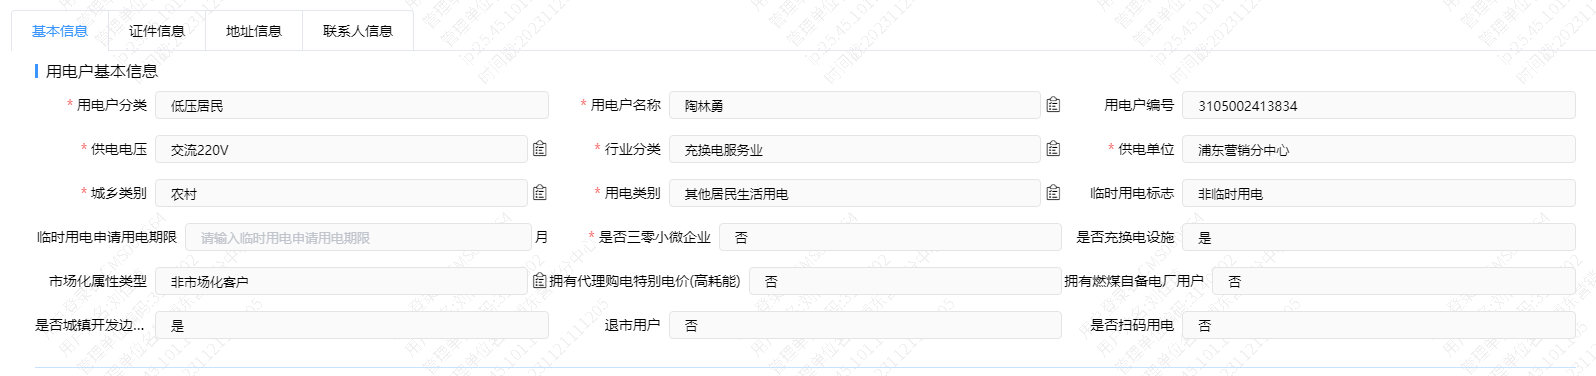 基本信息 证件信息 地址信息 联系人信息
用电户基本信息
* 用电户分类 低压居民 * 用电户名称 陶林勇 用电户编号 3105002413834
* 供电电压 交流220V * 行业分类 充换电服务业 * 供电单位 浦东营销分中心
* 城乡类别 农村 * 用电类别 其他居民生活用电 临时用电标志 非临时用电
临时用电申请用电期限 请输入临时用电申请用电期限 月 * 是否三零小微企业 否 是否充换电设施 是
市场化属性类型 非市场化客户 拥有代理购电特别电价(高耗能) 否 拥有燃煤自备电厂用户 否
是否城镇开发边... 是 退市用户 否 是否扫码用电 否